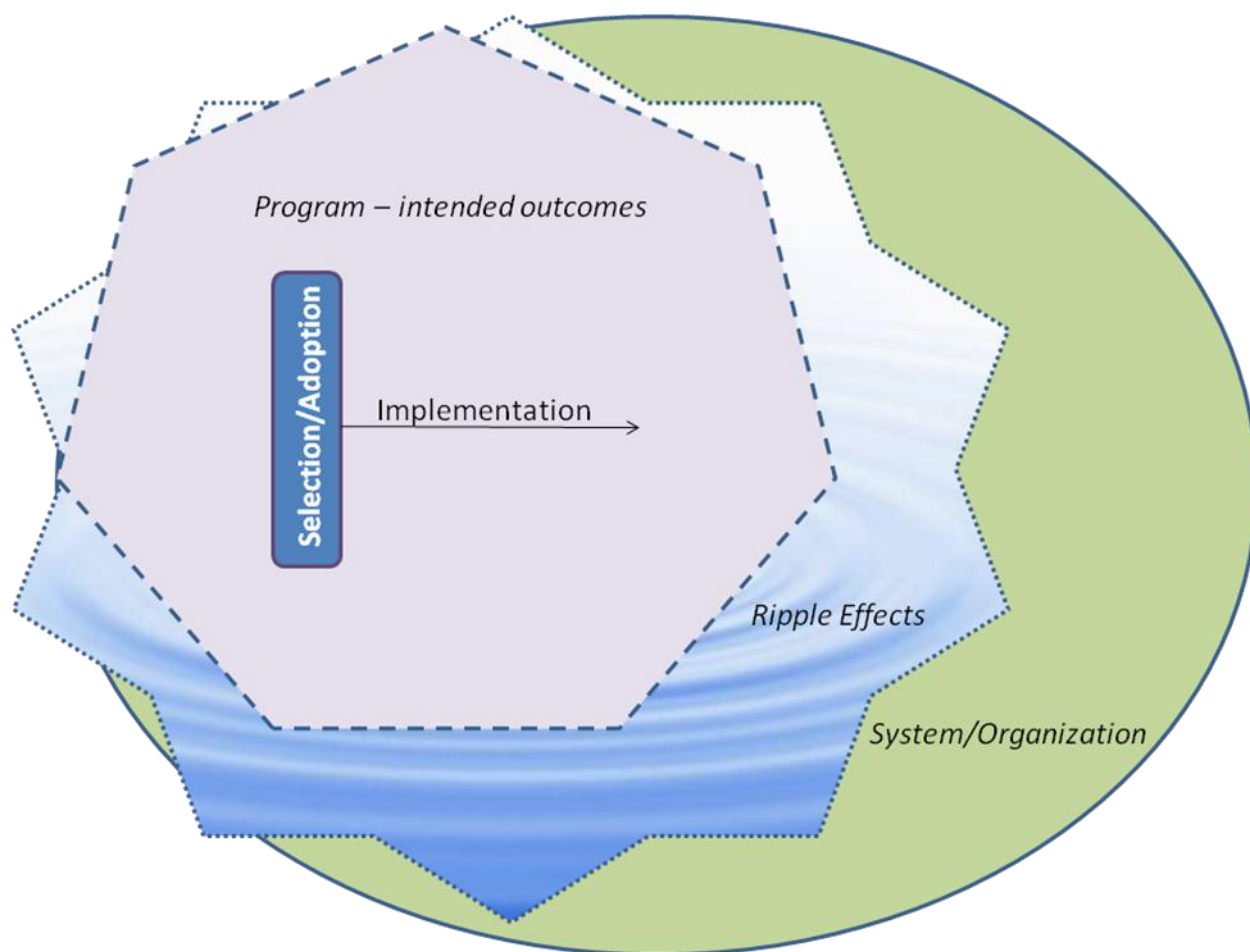 Program – intended outcomes
Selection/Adoption
Implementation
Ripple Effects
System/Organization